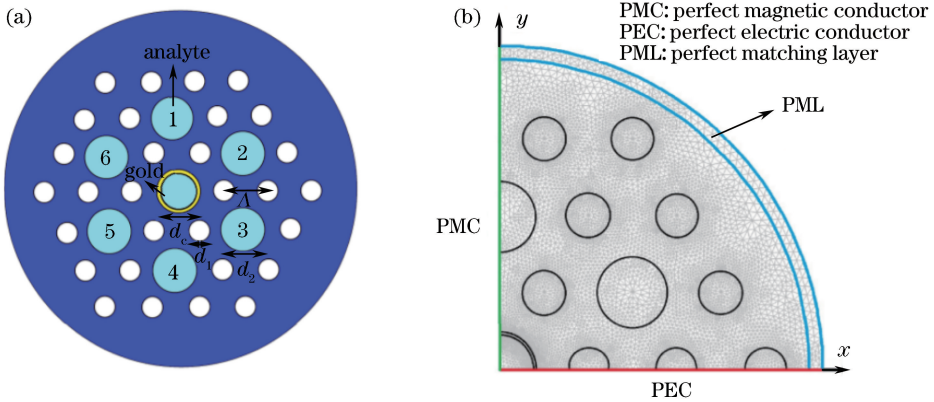 (a)
analyte
1
2
6
gold
Λ
5
3
d_c
d_1
4
d_2
(b)
y
PMC: perfect magnetic conductor
PEC: perfect electric conductor
PML: perfect matching layer
PML
PMC
x
PEC